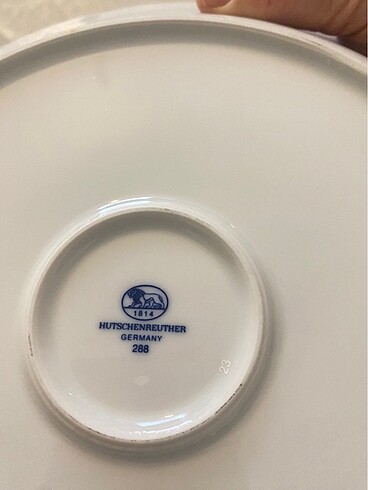 1814
HUTSCHENREUTHER
GERMANY
288
23